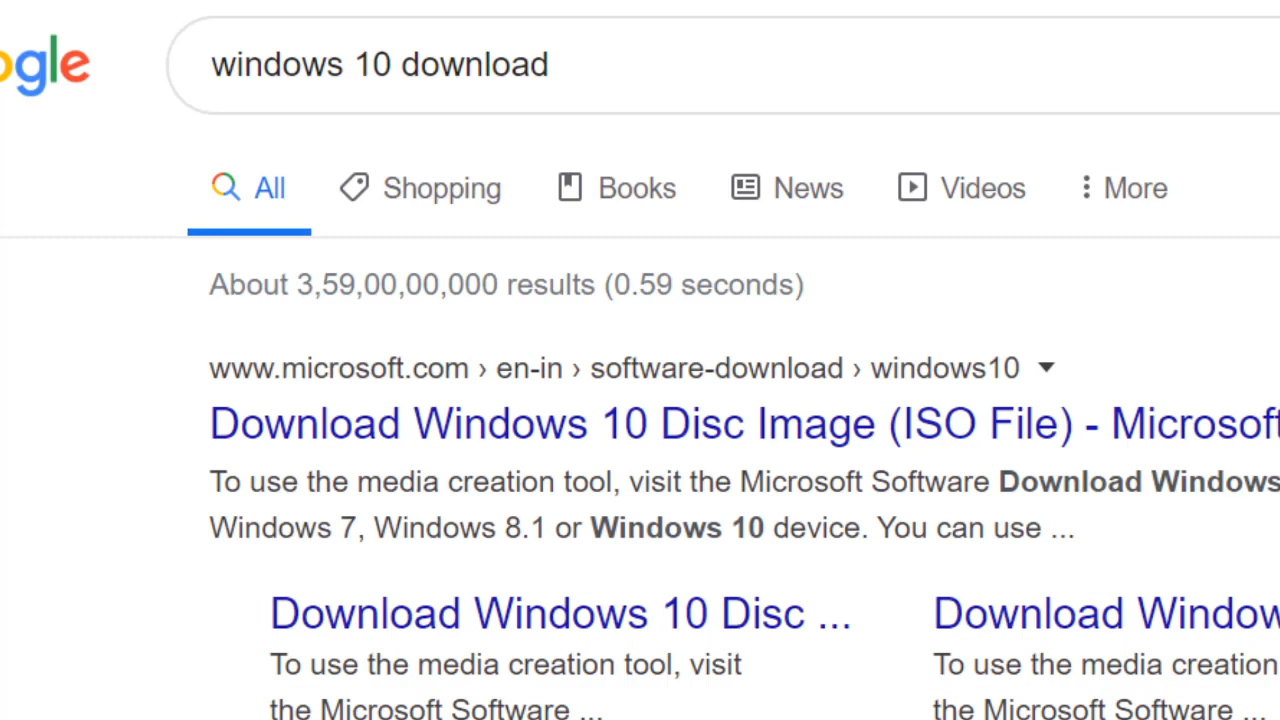 ogle
windows 10 download
All Shopping Books News Videos More
About 3,59,00,00,000 results (0.59 seconds)
www.microsoft.com › en-in › software-download › windows10
Download Windows 10 Disc Image (ISO File) - Microsoft
To use the media creation tool, visit the Microsoft Software Download Windows
Windows 7, Windows 8.1 or Windows 10 device. You can use ...
Download Windows 10 Disc ...
To use the media creation tool, visit
the Microsoft Software ...
Download Window
To use the media creation
the Microsoft Software ...